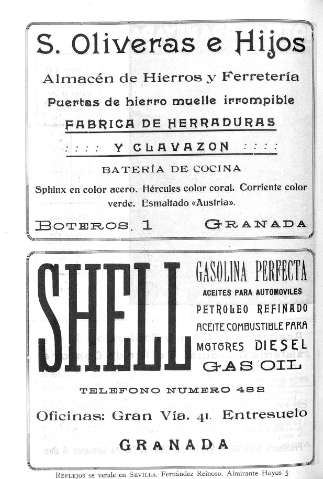 S. Oliveras e Hijos
Almacén de Hierros y Ferretería
Puertas de hierro muelle irrompible
FABRICA DE HERRADURAS
: : : : Y CLAVAZON : : : :
BATERÍA DE COCINA
Sphinx en color acero. Hércules color coral. Corriente color
verde. Esmaltado «Austria».
BOTEROS, 1 GRANADA
SHELL
GASOLINA PERFECTA
ACEITES PARA AUTOMOVILES
PETROLEO REFINADO
ACEITE COMBUSTIBLE PARA
MOTORES DIESEL
GAS OIL
TELEFONO NUMERO 482
Oficinas: Gran Vía. 41. Entresuelo
GRANADA
REFLEJOS se vende en SEVILLA: Fernández Reinoso. Almirante Hoyos 5